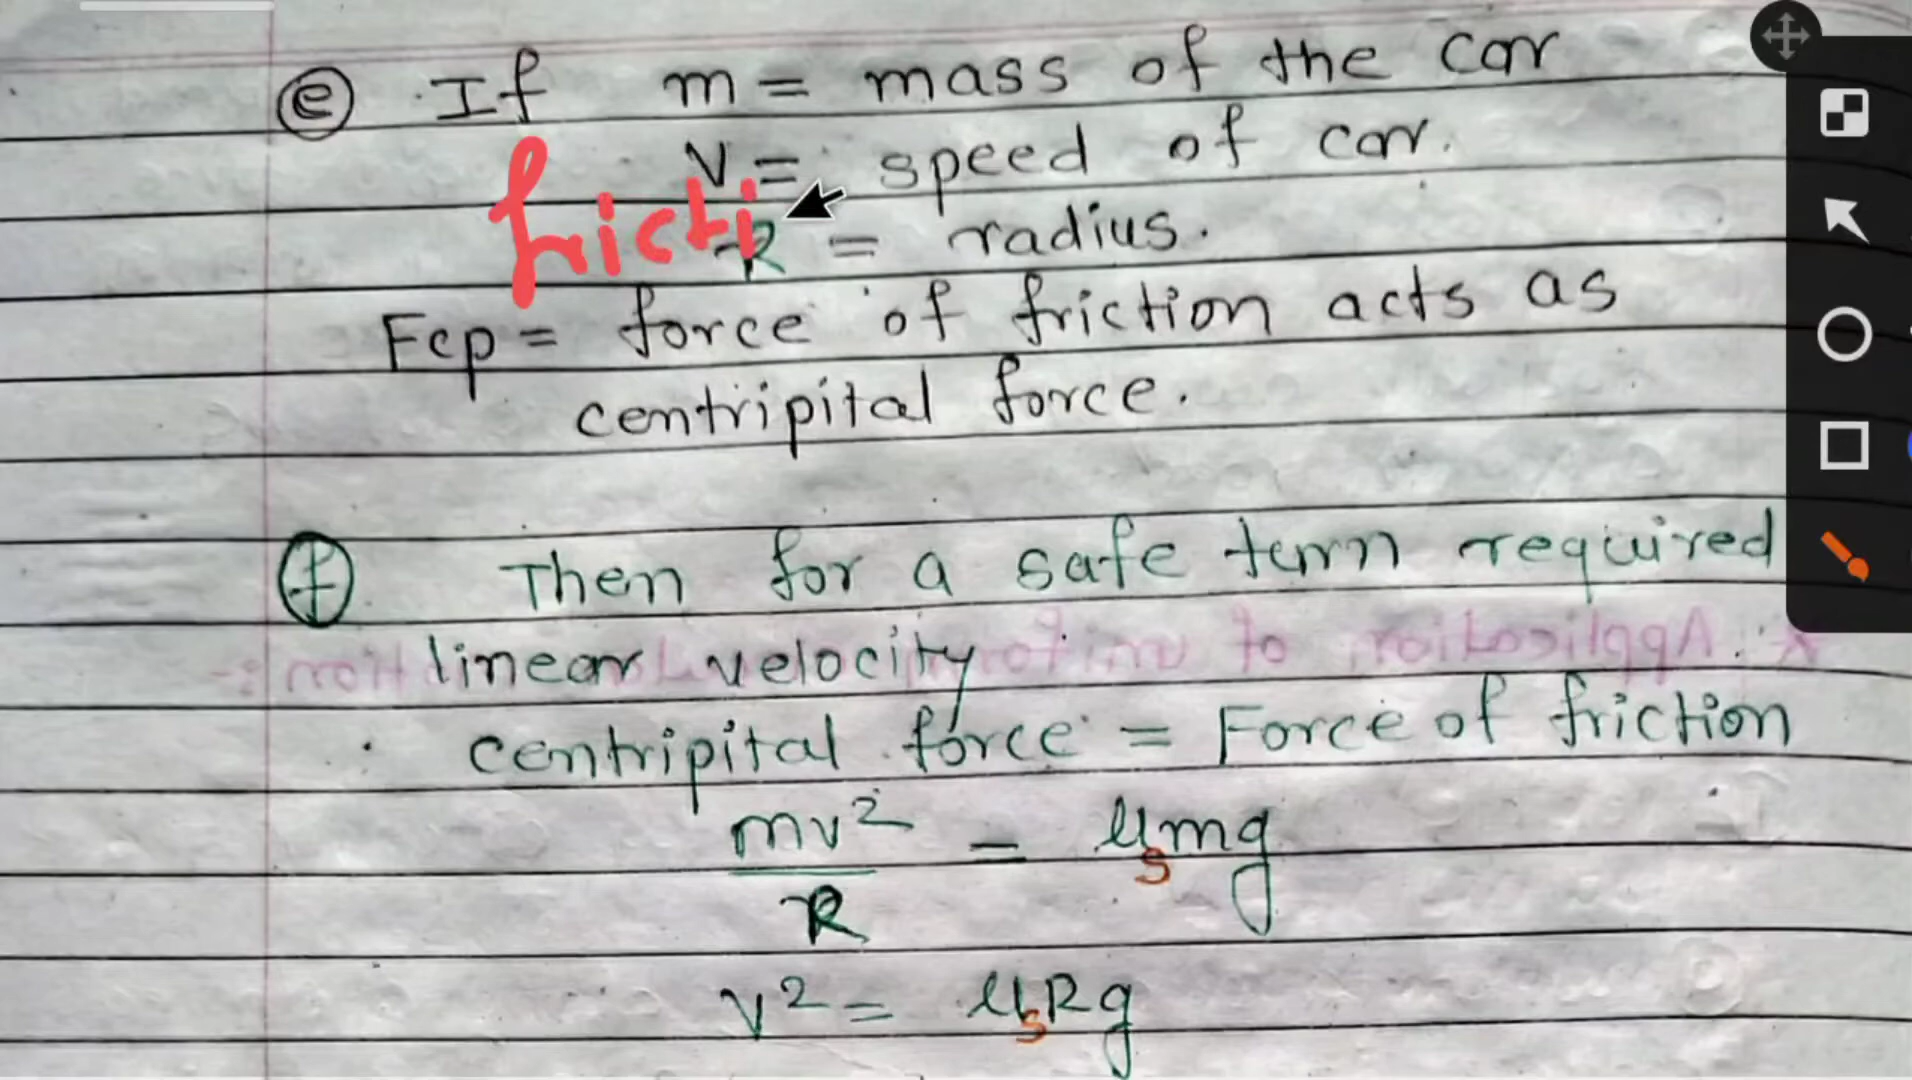 (e) If m = mass of the car
V = speed of car.
fricti
R = radius.
Fcp = force of friction acts as
centripital force.
(f) Then for a safe turn required
linear velocity
centripital force = Force of friction
mv² / R = μsmg
v² = μsRg